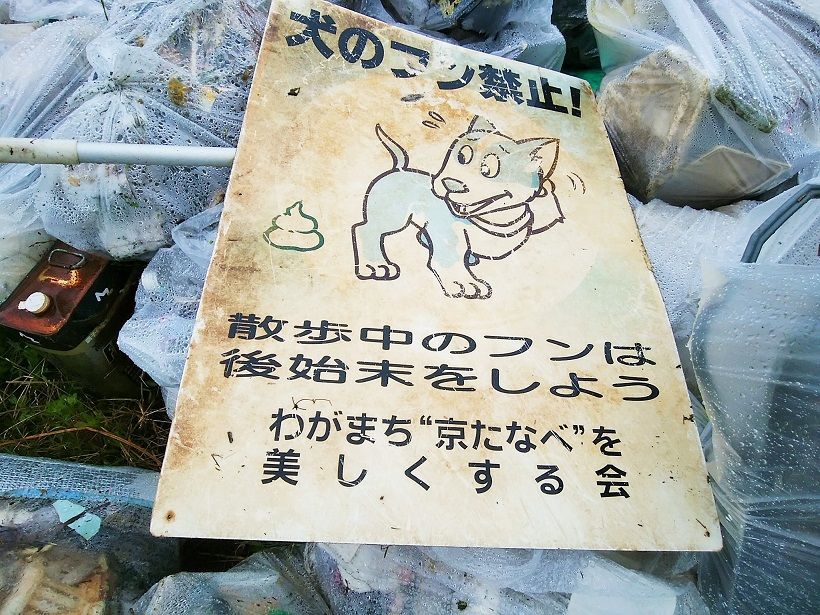 犬のフン禁止!
散歩中のフンは
後始末をしよう
わがまち“京たなべ”を
美しくする会